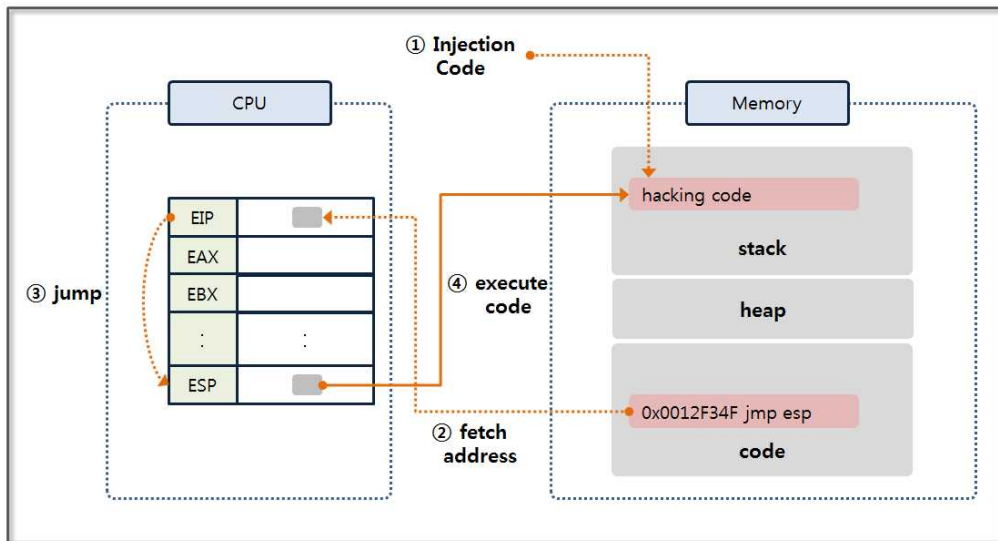 ① Injection
Code
CPU
Memory
hacking code
EIP
stack
EAX
③ jump
EBX
④ execute
code
heap
:
:
ESP
0x0012F34F jmp esp
② fetch
address
code